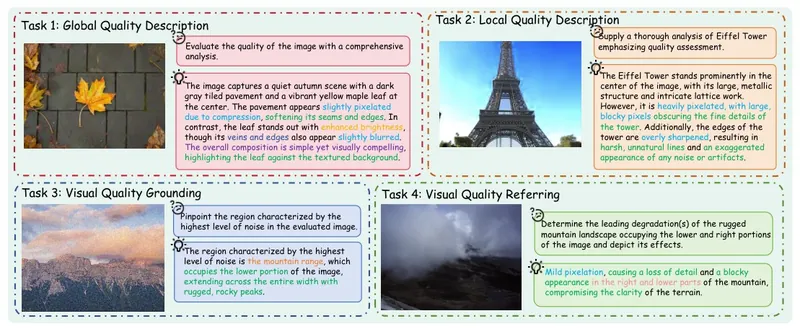 Task 1: Global Quality Description
Evaluate the quality of the image with a comprehensive
analysis.
The image captures a quiet autumn scene with a dark
gray tiled pavement and a vibrant yellow maple leaf at
the center. The pavement appears slightly pixelated
due to compression, softening its seams and edges. In
contrast, the leaf stands out with enhanced brightness,
though its veins and edges also appear slightly blurred.
The overall composition is simple yet visually compelling,
highlighting the leaf against the textured background.
Task 2: Local Quality Description
Supply a thorough analysis of Eiffel Tower
emphasizing quality assessment.
The Eiffel Tower stands prominently in the
center of the image, with its large, metallic
structure and intricate lattice work.
However, it is heavily pixelated, with large,
blocky pixels obscuring the fine details of
the tower. Additionally, the edges of the
tower are overly sharpened, resulting in
harsh, unnatural lines and an exaggerated
appearance of any noise or artifacts.
Task 3: Visual Quality Grounding
Pinpoint the region characterized by the
highest level of noise in the evaluated image.
The region characterized by the highest
level of noise is the mountain range, which
occupies the lower portion of the image,
extending across the entire width with
rugged, rocky peaks.
Task 4: Visual Quality Referring
Determine the leading degradation(s) of the rugged
mountain landscape occupying the lower and right portions
of the image and depict its effects.
Mild pixelation, causing a loss of detail and a blocky
appearance in the right and lower parts of the mountain,
compromising the clarity of the terrain.